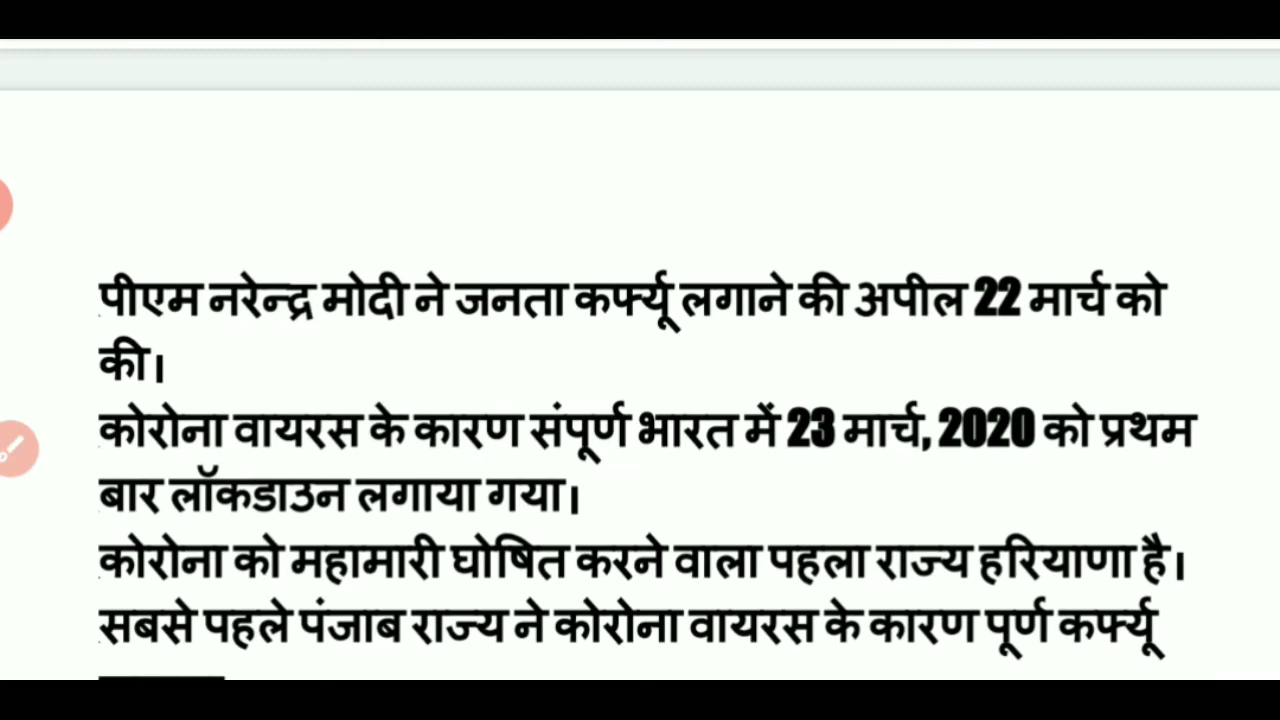 पीएम नरेन्द्र मोदी ने जनता कर्फ्यू लगाने की अपील 22 मार्च को
की।
कोरोना वायरस के कारण संपूर्ण भारत में 23 मार्च, 2020 को प्रथम
बार लॉकडाउन लगाया गया।
कोरोना को महामारी घोषित करने वाला पहला राज्य हरियाणा है।
सबसे पहले पंजाब राज्य ने कोरोना वायरस के कारण पूर्ण कर्फ्यू